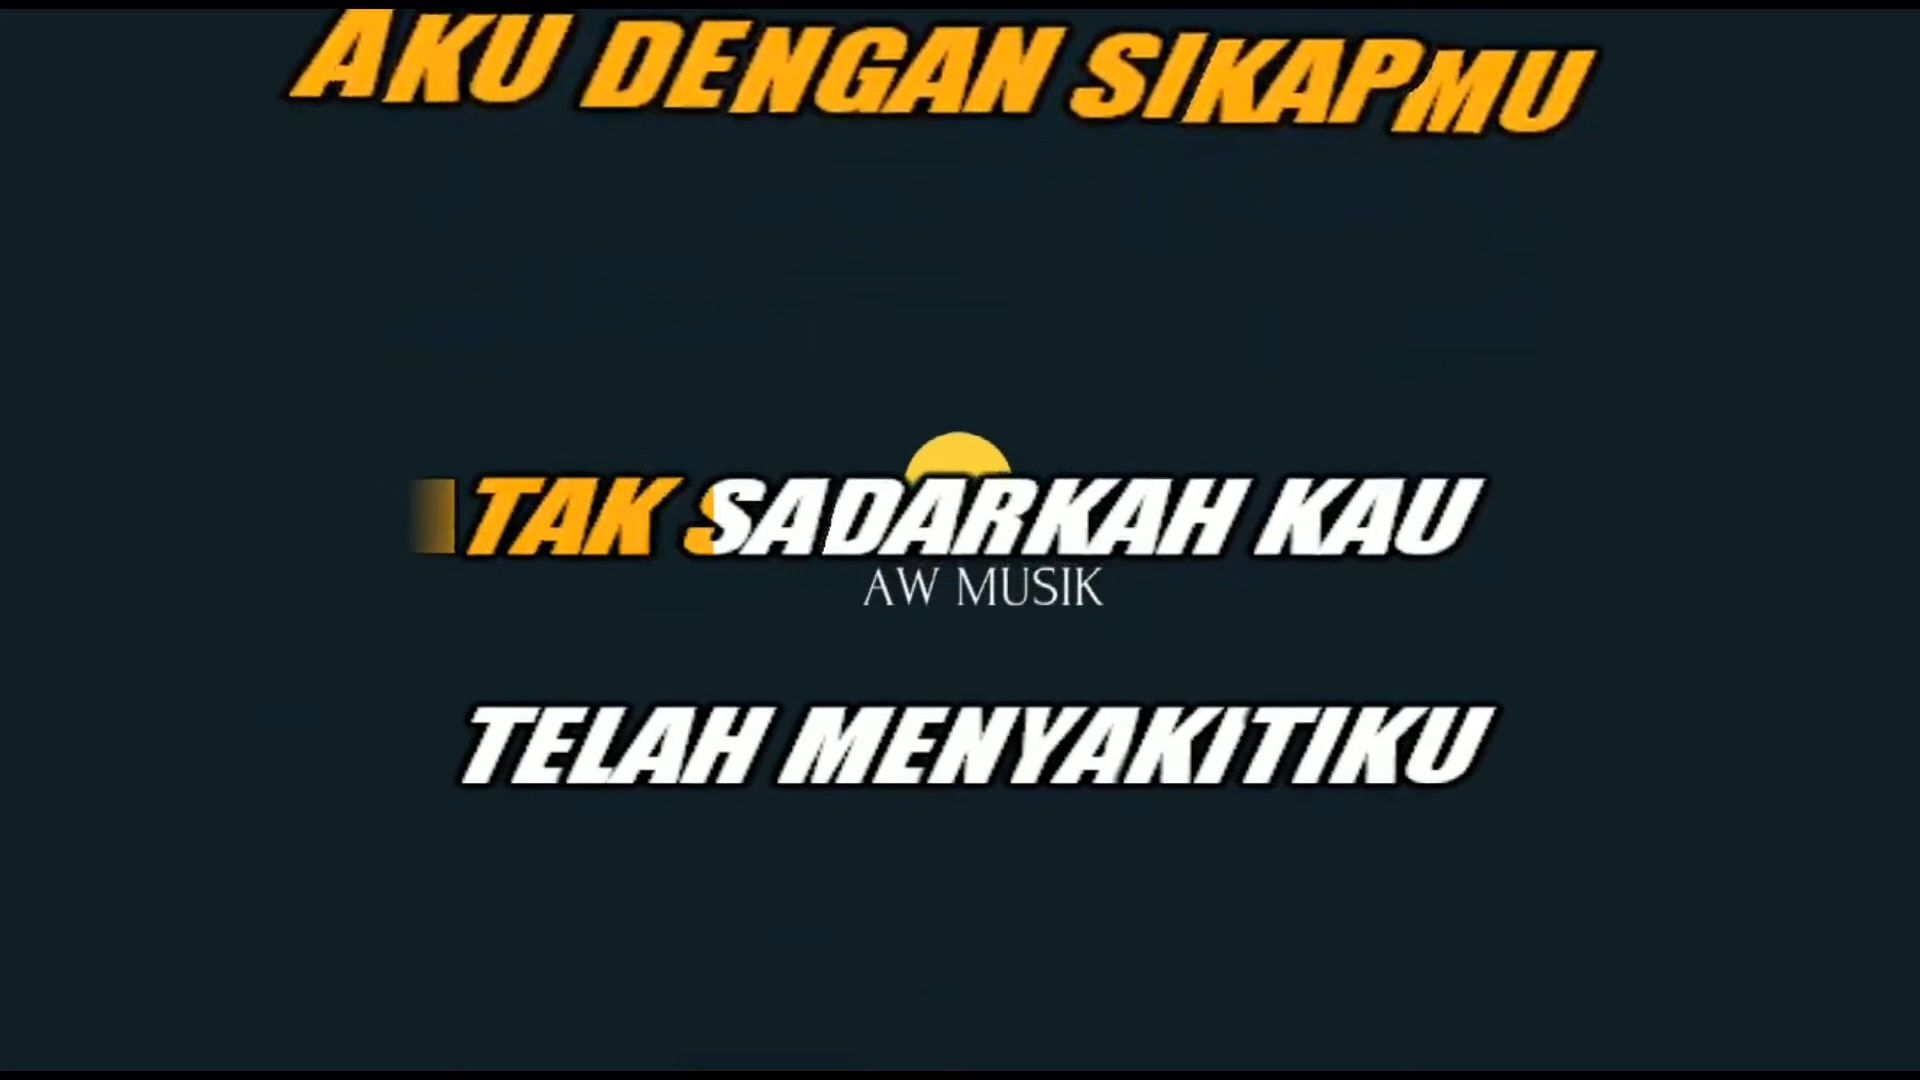 AKU DENGAN SIKAPMU
TAK SADARKAH KAU
AW MUSIK
TELAH MENYAKITIKU